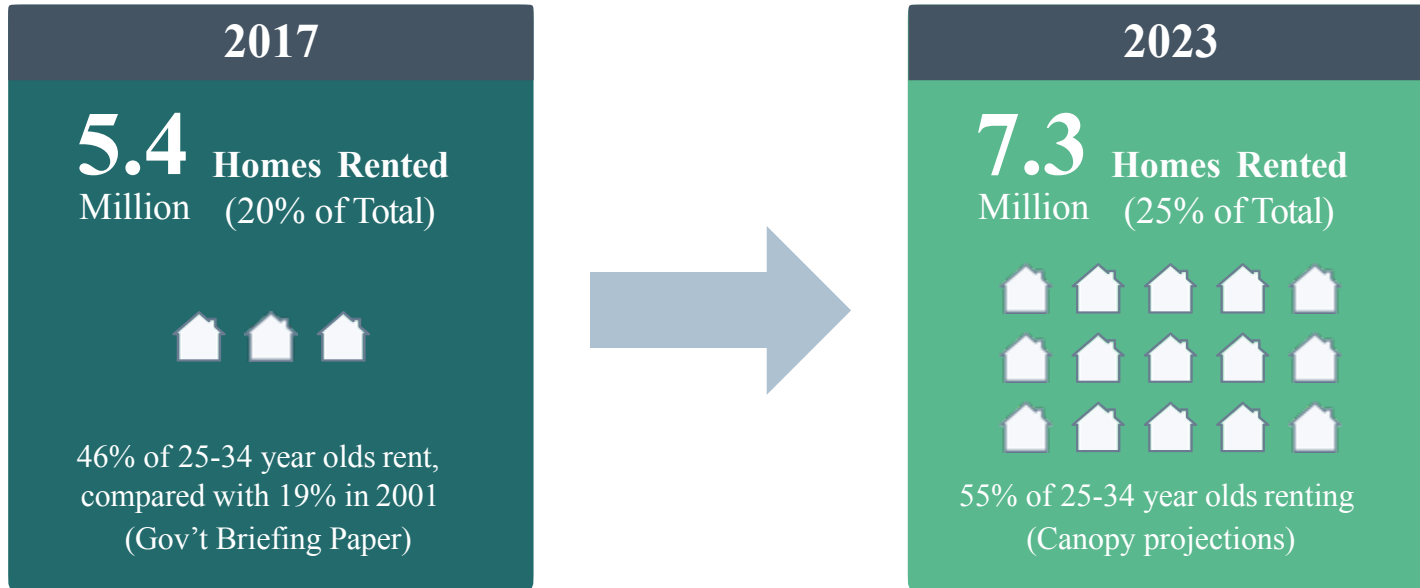 2017
5.4 Homes Rented
Million (20% of Total)
46% of 25-34 year olds rent,
compared with 19% in 2001
(Gov't Briefing Paper)
2023
7.3 Homes Rented
Million (25% of Total)
55% of 25-34 year olds renting
(Canopy projections)